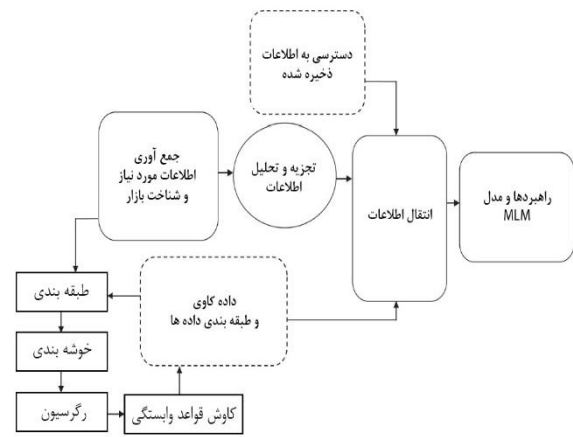 دسترسی به اطلاعات
ذخیره شده
جمع آوری
اطلاعات مورد نیاز
و شناخت بازار
تجزیه و تحلیل
اطلاعات
انتقال اطلاعات
راهبردها و مدل
MLM
داده کاوی
و طبقه بندی داده ها
طبقه بندی
خوشه بندی
رگرسیون
کاوش قواعد وابستگی